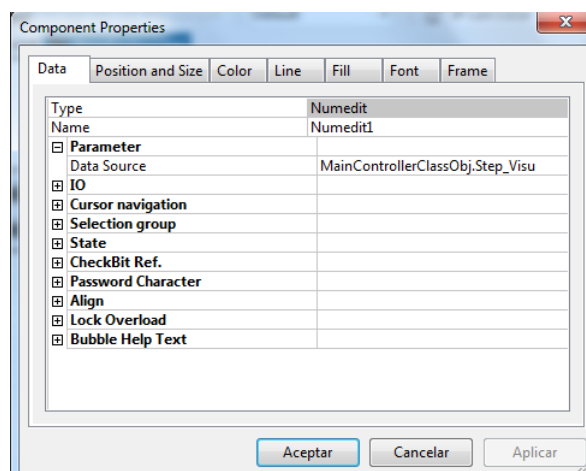 Component Properties
Data Position and Size Color Line Fill Font Frame
Type Numedit
Name Numedit1
Parameter
Data Source MainControllerClassObj.Step_Visu
IO
Cursor navigation
Selection group
State
CheckBit Ref.
Password Character
Align
Lock Overload
Bubble Help Text
Aceptar Cancelar Aplicar